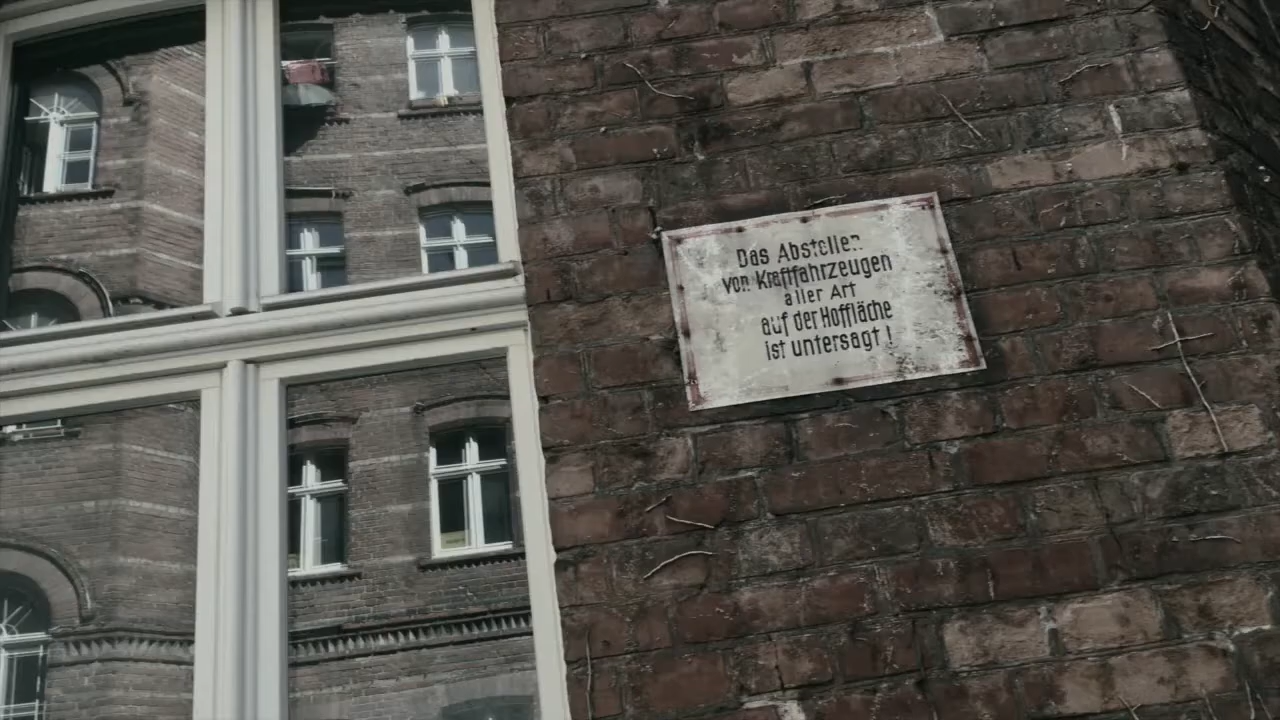 Das Abstellen
von Kraftfahrzeugen
aller Art
auf der Hoffläche
ist untersagt !